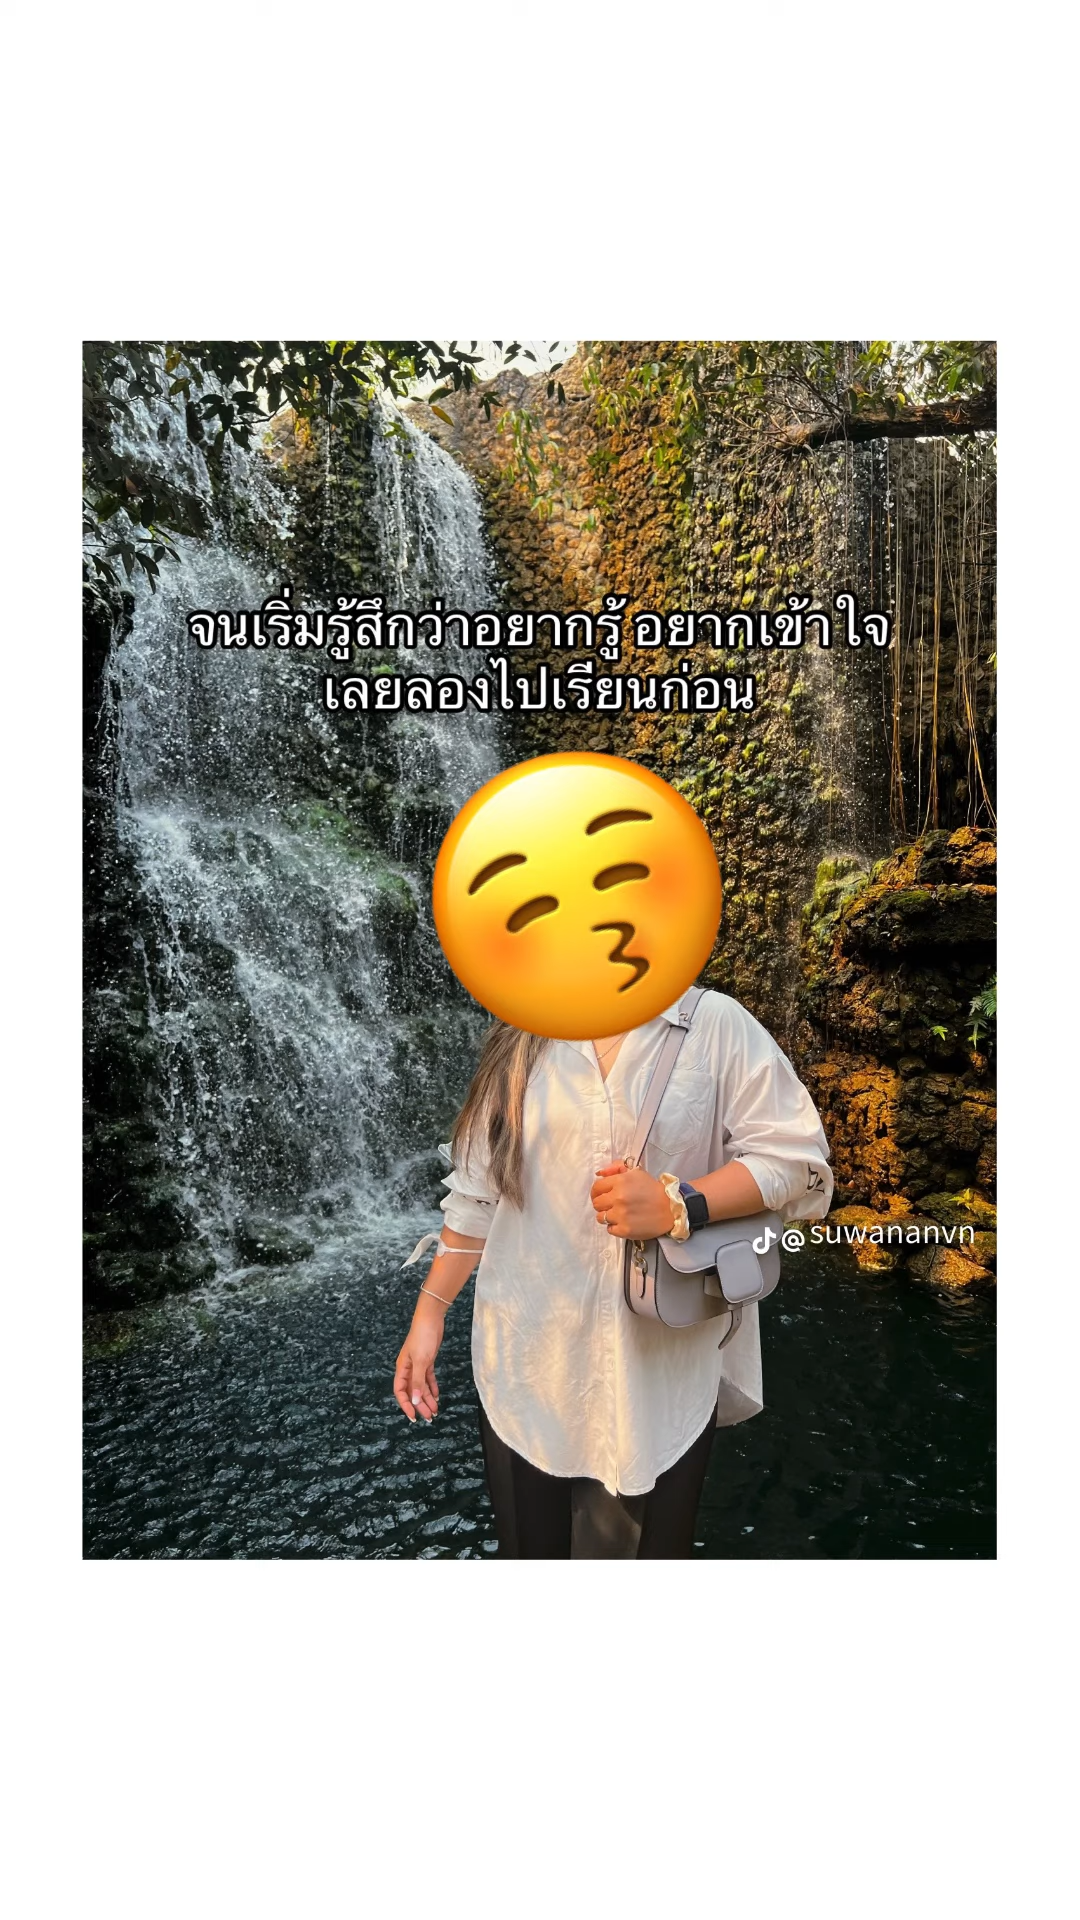 จนเริ่มรู้สึกว่าอยากรู้ อยากเข้าใจ
เลยลองไปเรียนก่อน
@suwananvn